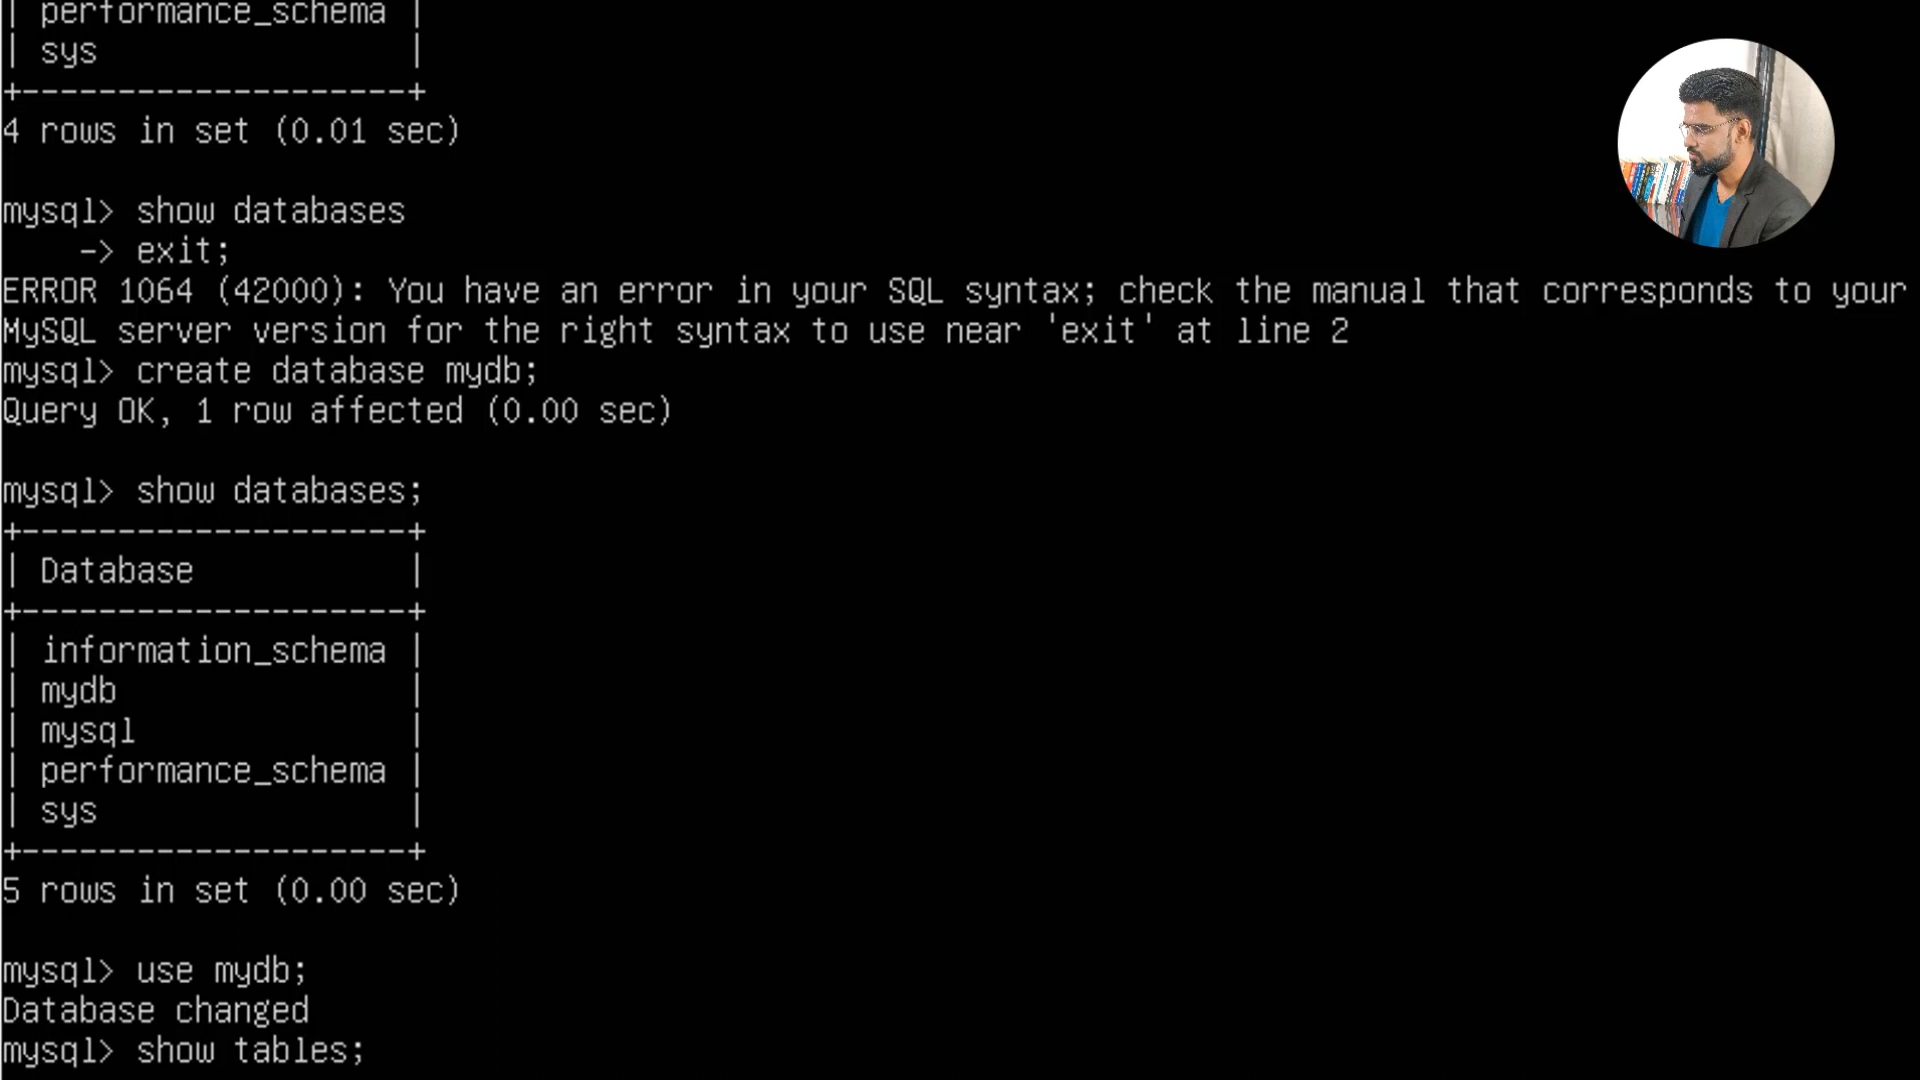 | performance_schema |
| sys                |
+--------------------+
4 rows in set (0.01 sec)
mysql> show databases
    -> exit;
ERROR 1064 (42000): You have an error in your SQL syntax; check the manual that corresponds to your
MySQL server version for the right syntax to use near 'exit' at line 2
mysql> create database mydb;
Query OK, 1 row affected (0.00 sec)
mysql> show databases;
+--------------------+
| Database           |
+--------------------+
| information_schema |
| mydb               |
| mysql              |
| performance_schema |
| sys                |
+--------------------+
5 rows in set (0.00 sec)
mysql> use mydb;
Database changed
mysql> show tables;